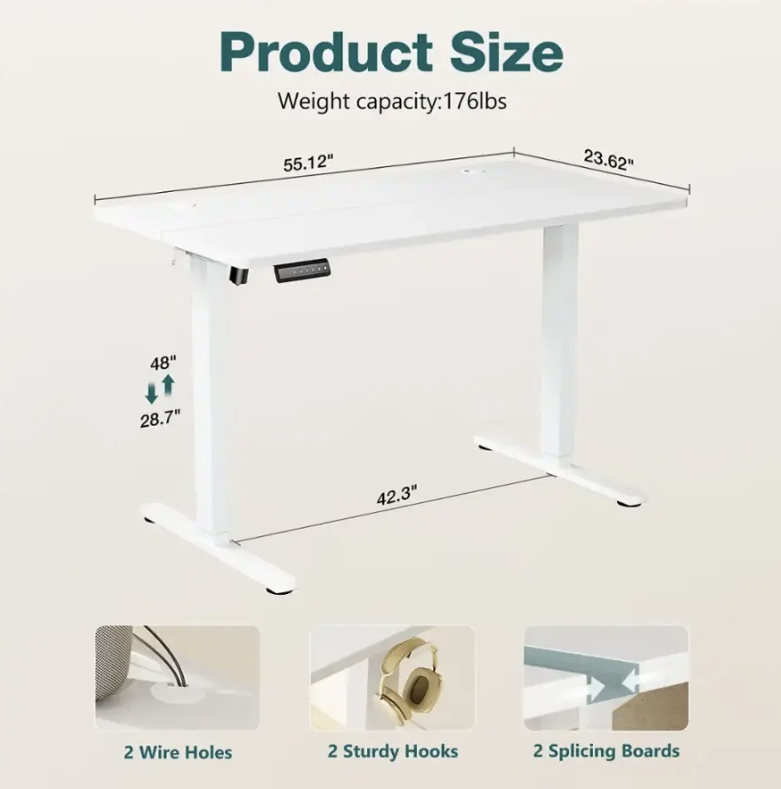 Product Size
Weight capacity:176lbs
55.12"
23.62"
48"
28.7"
42.3"
2 Wire Holes
2 Sturdy Hooks
2 Splicing Boards